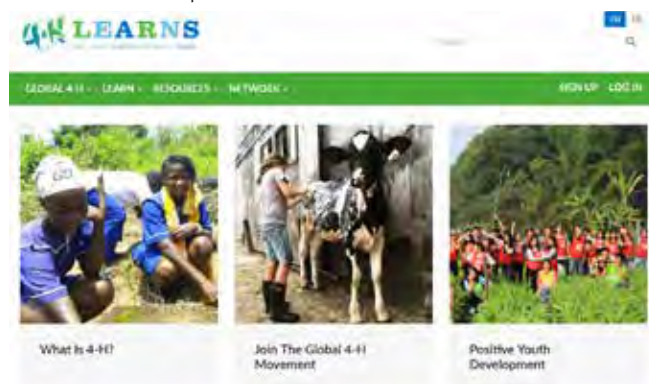 4-H LEARNS
EN
GLOBAL 4-H LEARN RESOURCES NETWORK SIGN UP LOG IN
What Is 4-H?
Join The Global 4-H
Movement
Positive Youth
Development